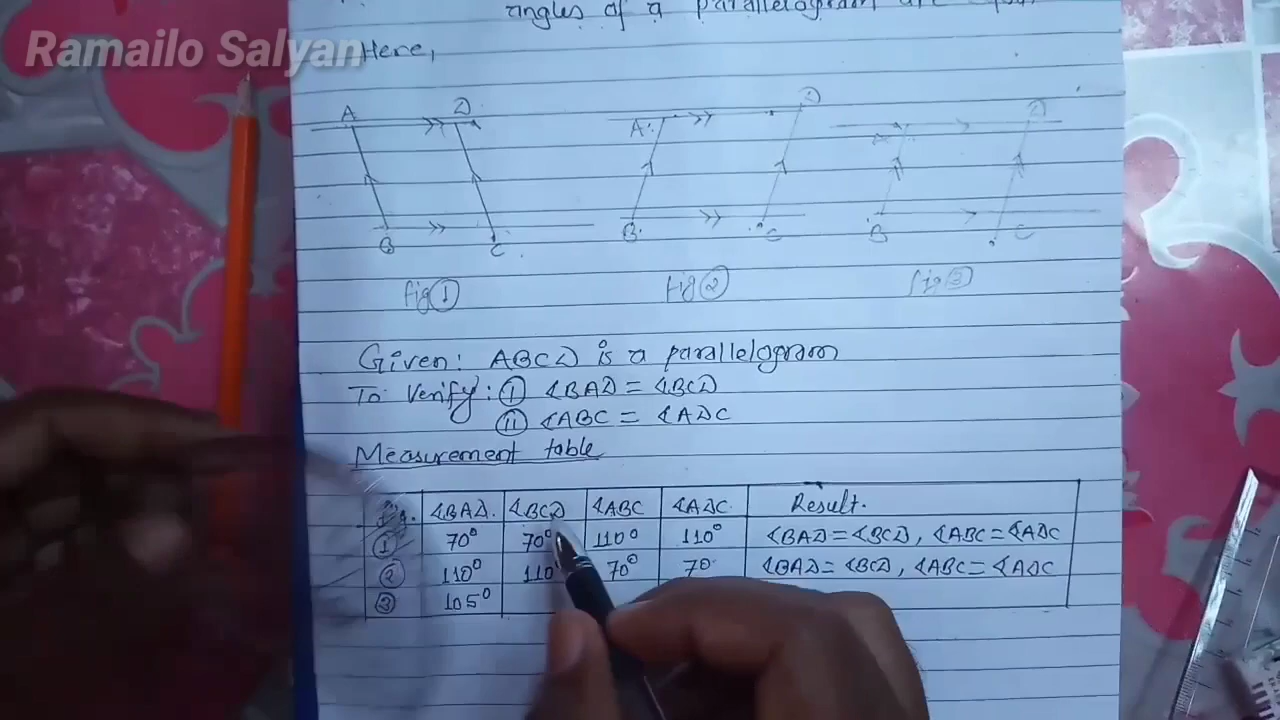 angles of a parallelogram are
Ramailo Salyan
Here,
A D
A D
D
B C
B C
B C
fig ①
fig ②
fig ③
Given: ABCD is a parallelogram
To Verify: ⓘ ∢BAD = ∢BCD
ⓘⓘ ∢ABC = ∢ADC
Measurement table
Fig. ∢BAD. ∢BCD ∢ABC ∢ADC. Result.
① 70° 70° 110° 110° ∢BAD = ∢BCD, ∢ABC = ∢ADC
② 110° 110° 70° 70. ∢BAD = ∢BCD, ∢ABC = ∢ADC
③ 105°